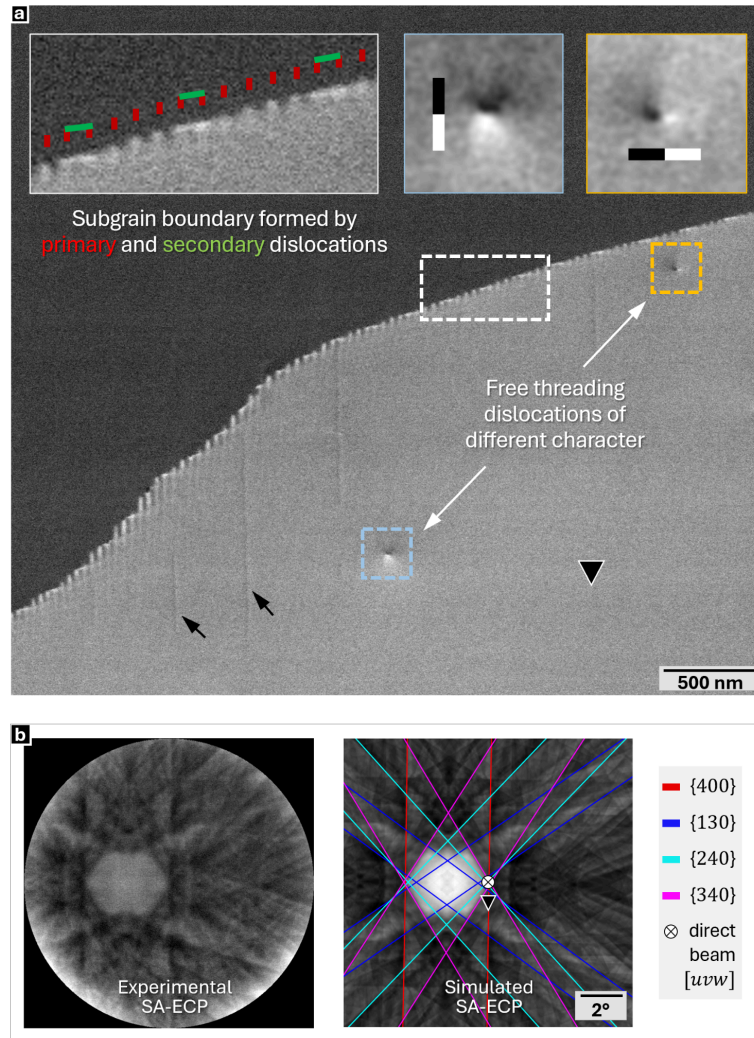 a
Subgrain boundary formed by
primary and secondary dislocations
Free threading
dislocations of
different character
500 nm
b
Experimental
SA-ECP
Simulated
SA-ECP
2°
{400}
{130}
{240}
{340}
⊗ direct
beam
[uvw]